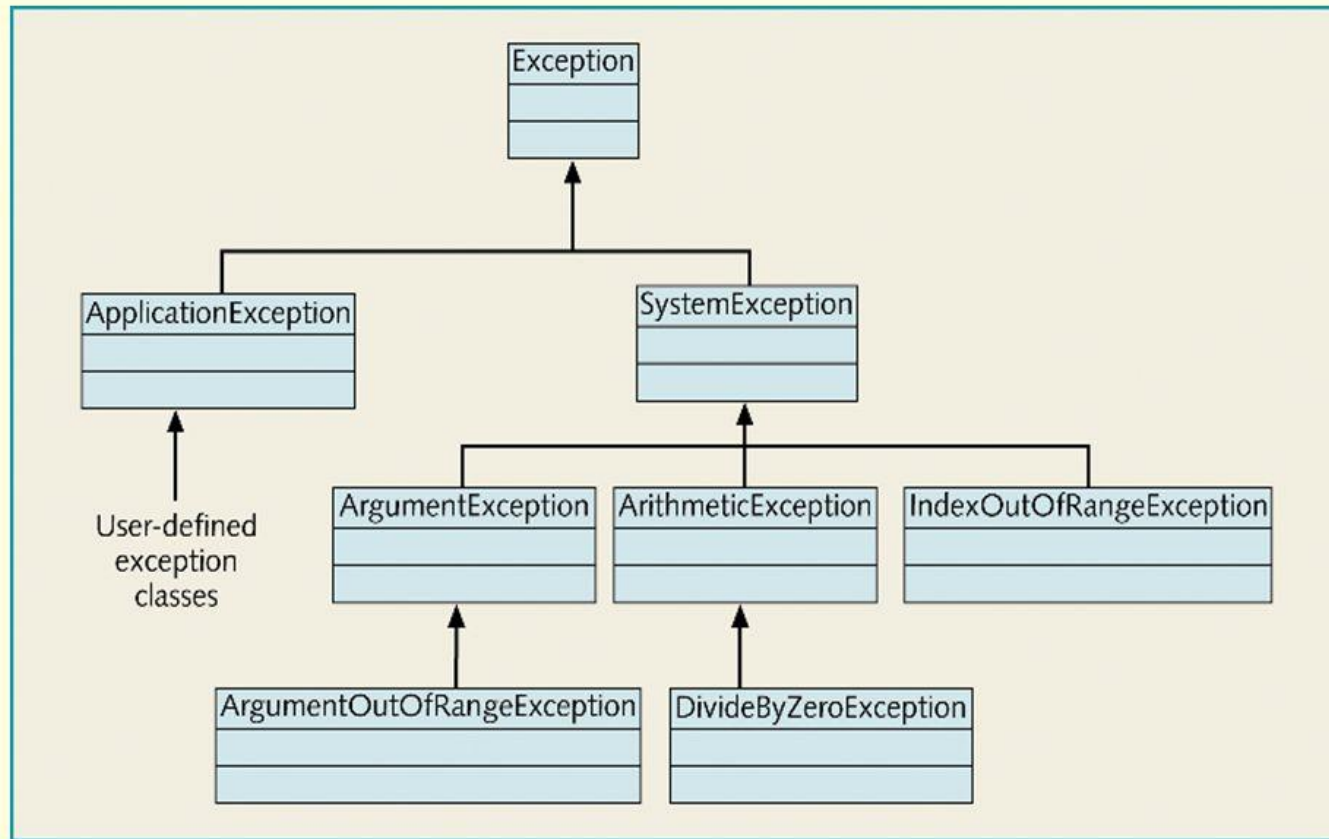 Exception
ApplicationException
SystemException
User-defined
exception
classes
ArgumentException
ArithmeticException
IndexOutOfRangeException
ArgumentOutOfRangeException
DivideByZeroException